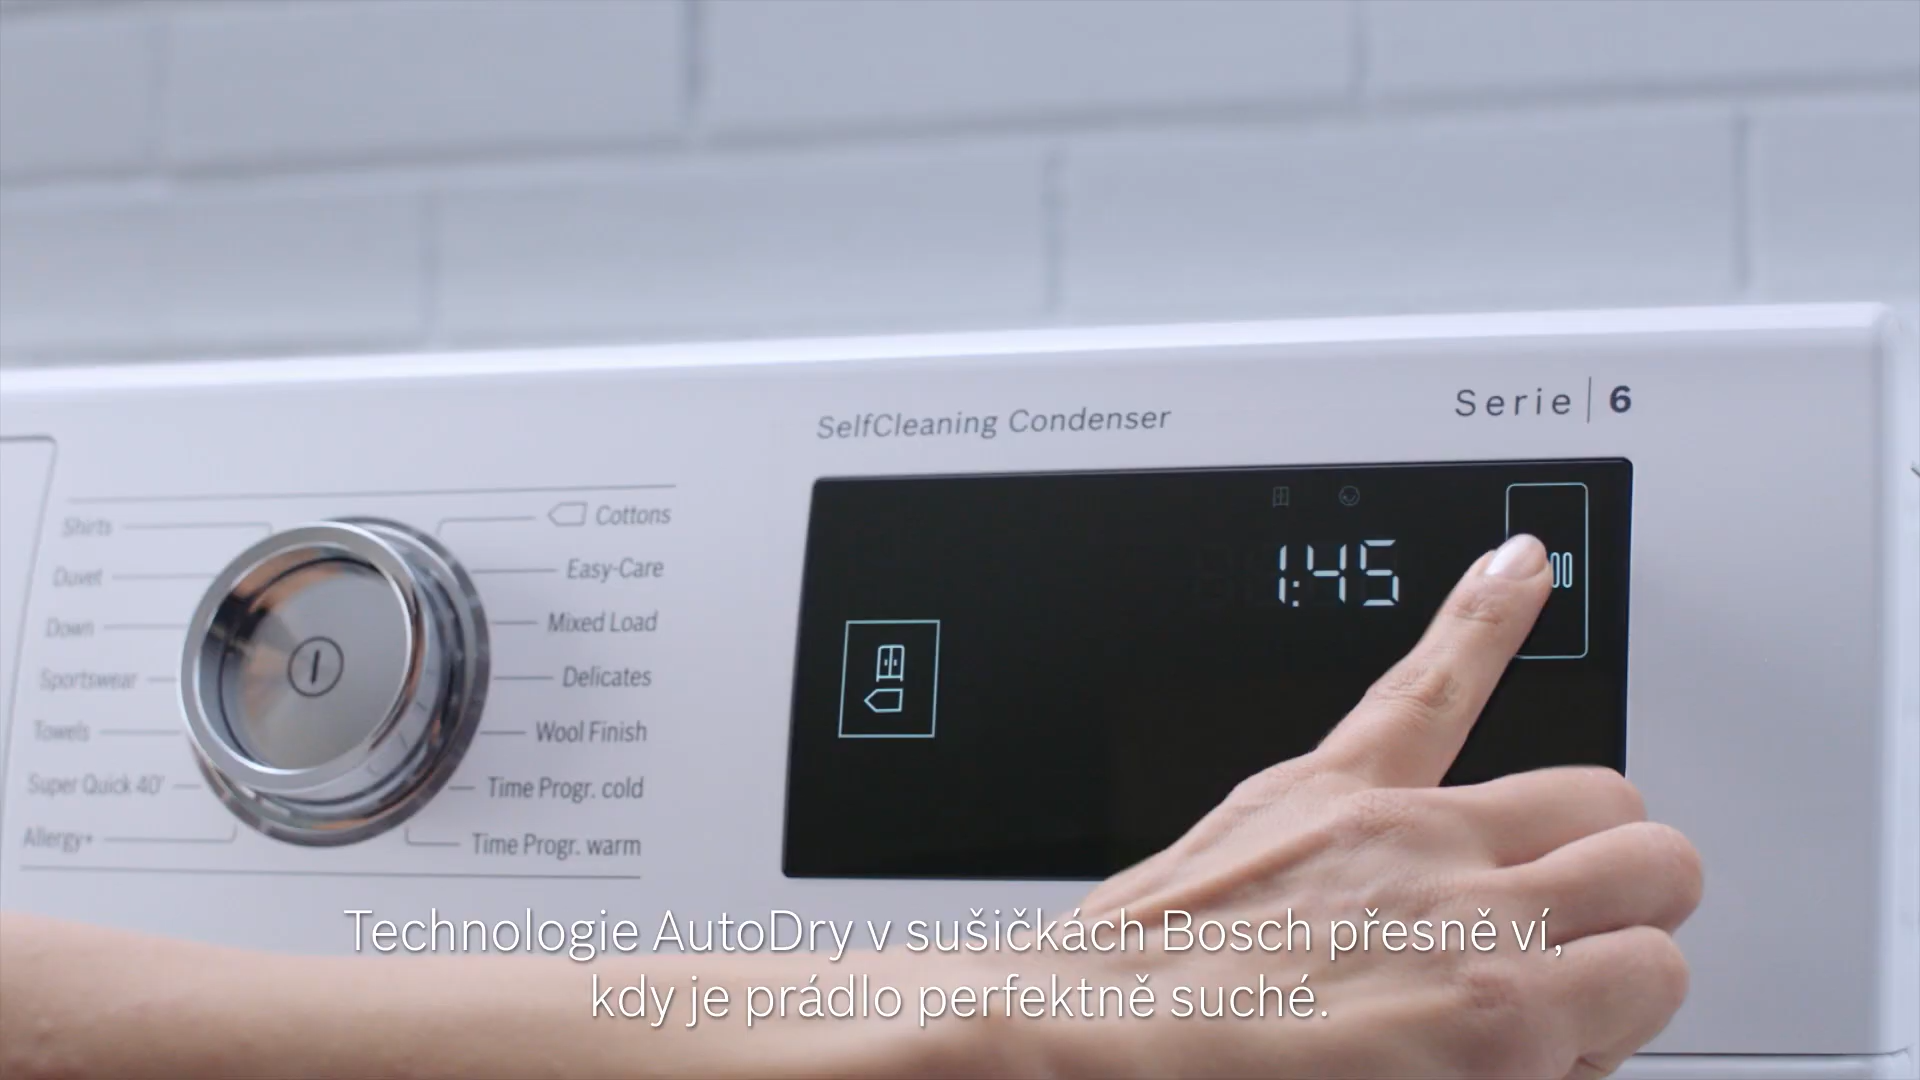 Serie | 6
SelfCleaning Condenser
Shirts
Duvet
Down
Sportswear
Towels
Super Quick 40'
Allergy+
Cottons
Easy-Care
Mixed Load
Delicates
Wool Finish
Time Progr. cold
Time Progr. warm
1:45
Technologie AutoDry v sušičkách Bosch přesně ví,
kdy je prádlo perfektně suché.